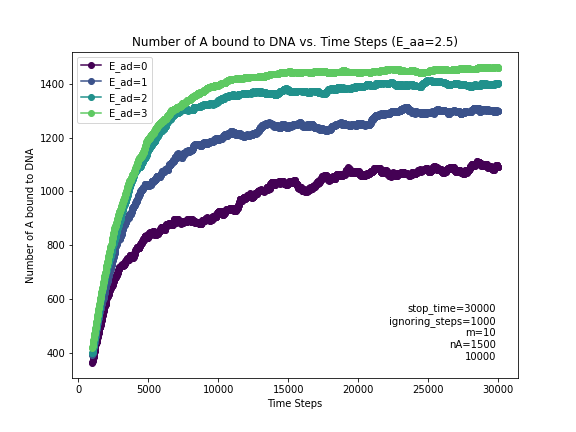 Number of A bound to DNA vs. Time Steps (E_aa=2.5)
E_ad=0
E_ad=1
E_ad=2
E_ad=3
Number of A bound to DNA
1400
1200
1000
800
600
400
stop_time=30000
ignoring_steps=1000
m=10
nA=1500
10000
0
5000
10000
15000
20000
25000
30000
Time Steps